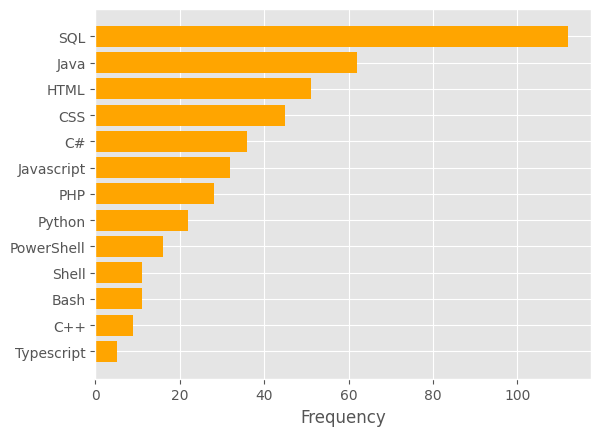 SQL
Java
HTML
CSS
C#
Javascript
PHP
Python
PowerShell
Shell
Bash
C++
Typescript
0 20 40 60 80 100
Frequency